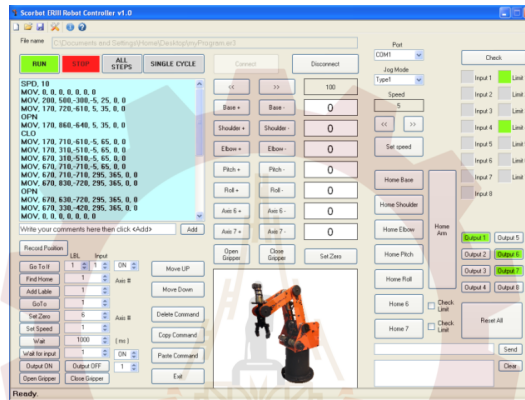 Scorbot ERIII Robot Controller v1.0
File name C:\Documents and Settings\Home\Desktop\myProgram.er3
RUN STOP ALL STEPS SINGLE CYCLE
SPD, 10
MOV, 0, 0, 0, 0, 0, 0, 0
MOV, 200, 500,-300,-5, 25, 0, 0
MOV, 170, 720,-610, 5, 35, 0, 0
OPN
MOV, 170, 860,-640, 5, 35, 0, 0
CLO
MOV, 170, 710,-610,-5, 65, 0, 0
MOV, 170, 310,-510,-5, 65, 0, 0
MOV, 670, 310,-510,-5, 65, 0, 0
MOV, 670, 710,-710,-5, 65, 0, 0
MOV, 670, 710,-710, 295, 365, 0, 0
MOV, 670, 830,-720, 295, 365, 0, 0
OPN
MOV, 670, 630,-720, 295, 365, 0, 0
MOV, 670, 330,-420, 295, 365, 0, 0
MOV, 0, 0, 0, 0, 0, 0, 0
Write your comments here then click <Add> Add
Record Position LBL Input
Go To If 1 1 ON
Find Home 1 Axis #
Add Lable 1
GoTo 1
Set Zero 6 Axis #
Set Speed 1
Wait 1000 ( ms )
Wait for input 1 ON
Output ON Output OFF 1
Open Gripper Close Gripper
Move UP
Move Down
Delete Command
Copy Command
Paste Command
Exit
Connect Disconnect
<< >> 100
Base + Base - 0
Shoulder + Shoulder - 0
Elbow + Elbow - 0
Pitch + Pitch - 0
Roll + Roll - 0
Axis 6 + Axis 6 - 0
Axis 7 + Axis 7 - 0
Open Gripper Close Gripper Set Zero
Port
COM1
Jog Mode
Type1
Speed
5
<< >>
Set speed
Home Base
Home Shoulder
Home Elbow
Home Pitch
Home Roll
Home 6 Check Limit
Home 7 Check Limit
Home Arm
Check
Input 1 Limit
Input 2 Limit
Input 3 Limit
Input 4 Limit
Input 5 Limit
Input 6 Limit
Input 7 Limit
Input 8
Output 1 Output 5
Output 2 Output 6
Output 3 Output 7
Output 4 Output 8
Reset All
Send
Clear
Ready.